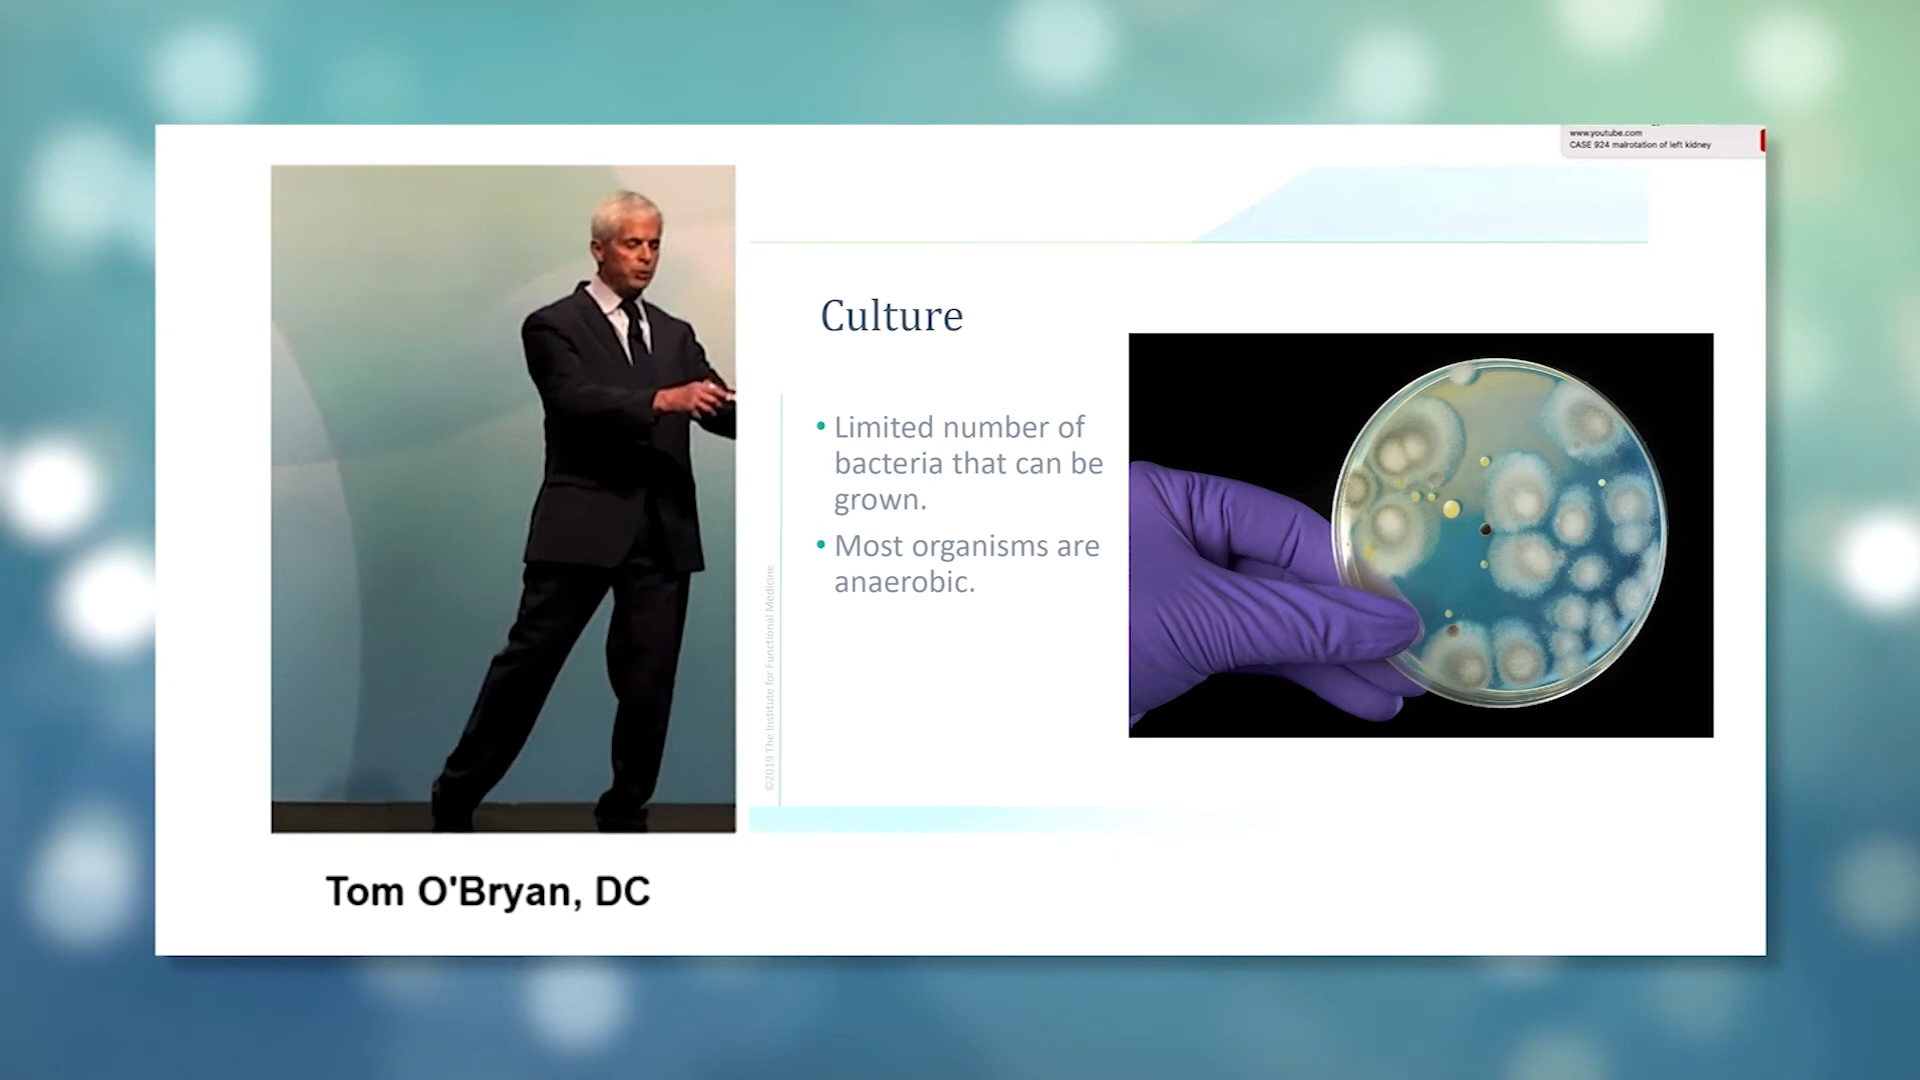 www.youtube.com
CASE 924 malrotation of left kidney
Culture
• Limited number of
bacteria that can be
grown.
• Most organisms are
anaerobic.
©2019 The Institute for Functional Medicine
Tom O'Bryan, DC